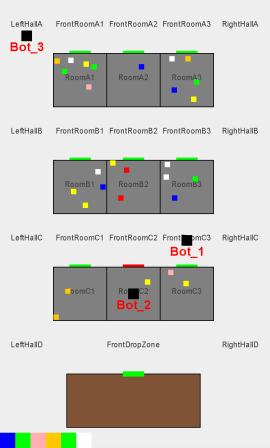 LeftHallA FrontRoomA1 FrontRoomA2 FrontRoomA3 RightHallA
Bot_3
RoomA1 RoomA2 RoomA3
LeftHallB FrontRoomB1 FrontRoomB2 FrontRoomB3 RightHallB
RoomB1 RoomB2 RoomB3
LeftHallC FrontRoomC1 FrontRoomC2 FrontRoomC3 RightHallC
Bot_1
RoomC1 RoomC2 RoomC3
Bot_2
LeftHallD FrontDropZone RightHallD